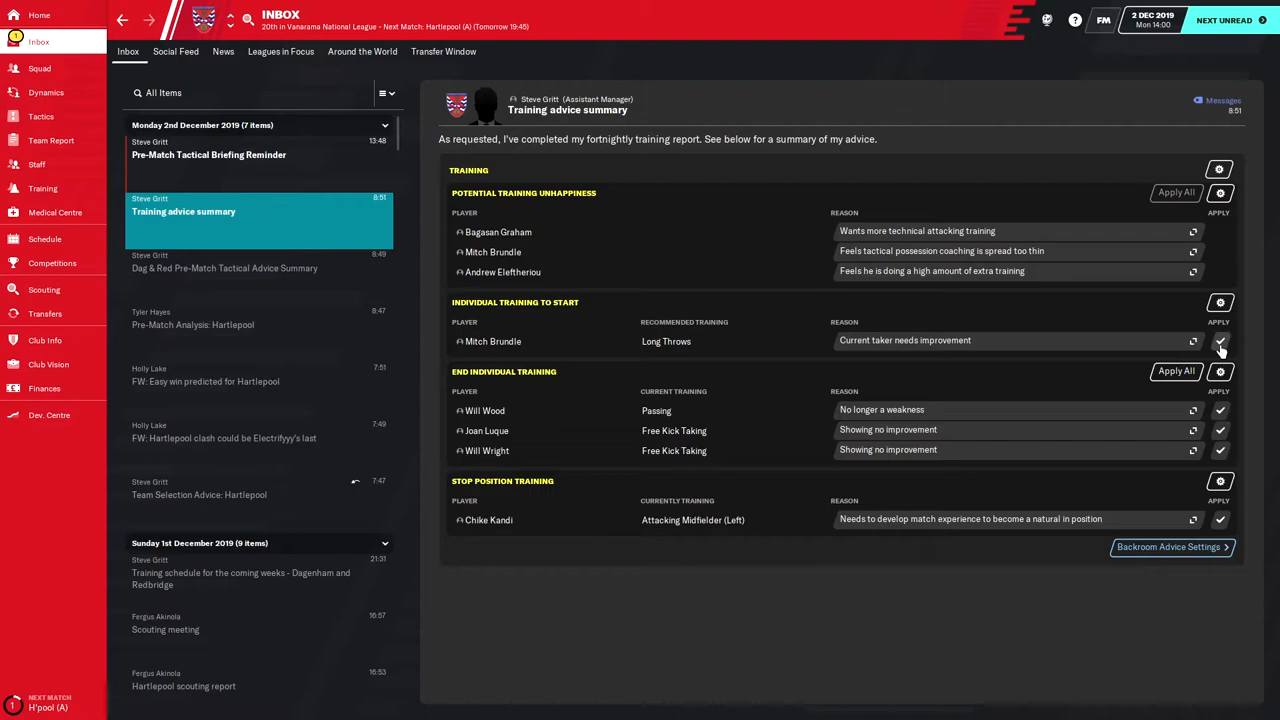 Home
Inbox
1
Squad
Dynamics
Tactics
Team Report
Staff
Training
Medical Centre
Schedule
Competitions
Scouting
Transfers
Club Info
Club Vision
Finances
Dev. Centre
1
NEXT MATCH
H'pool (A)
INBOX
20th in Vanarama National League - Next Match: Hartlepool (A) (Tomorrow 19:45)
?
FM
2 DEC 2019
Mon 14:00
NEXT UNREAD
Inbox Social Feed News Leagues in Focus Around the World Transfer Window
All Items
Monday 2nd December 2019 (7 items)
Steve Gritt 13:48
Pre-Match Tactical Briefing Reminder
Steve Gritt 8:51
Training advice summary
Steve Gritt 8:49
Dag & Red Pre-Match Tactical Advice Summary
Tyler Hayes 8:47
Pre-Match Analysis: Hartlepool
Holly Lake 7:51
FW: Easy win predicted for Hartlepool
Holly Lake 7:49
FW: Hartlepool clash could be Electrifyyy's last
Steve Gritt 7:47
Team Selection Advice: Hartlepool
Sunday 1st December 2019 (9 items)
Steve Gritt 21:31
Training schedule for the coming weeks - Dagenham and
Redbridge
Fergus Akinola 16:57
Scouting meeting
Fergus Akinola 16:53
Hartlepool scouting report
Steve Gritt (Assistant Manager)
Training advice summary
Messages
8:51
As requested, I've completed my fortnightly training report. See below for a summary of my advice.
TRAINING
POTENTIAL TRAINING UNHAPPINESS Apply All
PLAYER REASON APPLY
Bagasan Graham Wants more technical attacking training
Mitch Brundle Feels tactical possession coaching is spread too thin
Andrew Eleftheriou Feels he is doing a high amount of extra training
INDIVIDUAL TRAINING TO START
PLAYER RECOMMENDED TRAINING REASON APPLY
Mitch Brundle Long Throws Current taker needs improvement
END INDIVIDUAL TRAINING Apply All
PLAYER CURRENT TRAINING REASON APPLY
Will Wood Passing No longer a weakness
Joan Luque Free Kick Taking Showing no improvement
Will Wright Free Kick Taking Showing no improvement
STOP POSITION TRAINING
PLAYER CURRENTLY TRAINING REASON APPLY
Chike Kandi Attacking Midfielder (Left) Needs to develop match experience to become a natural in position
Backroom Advice Settings